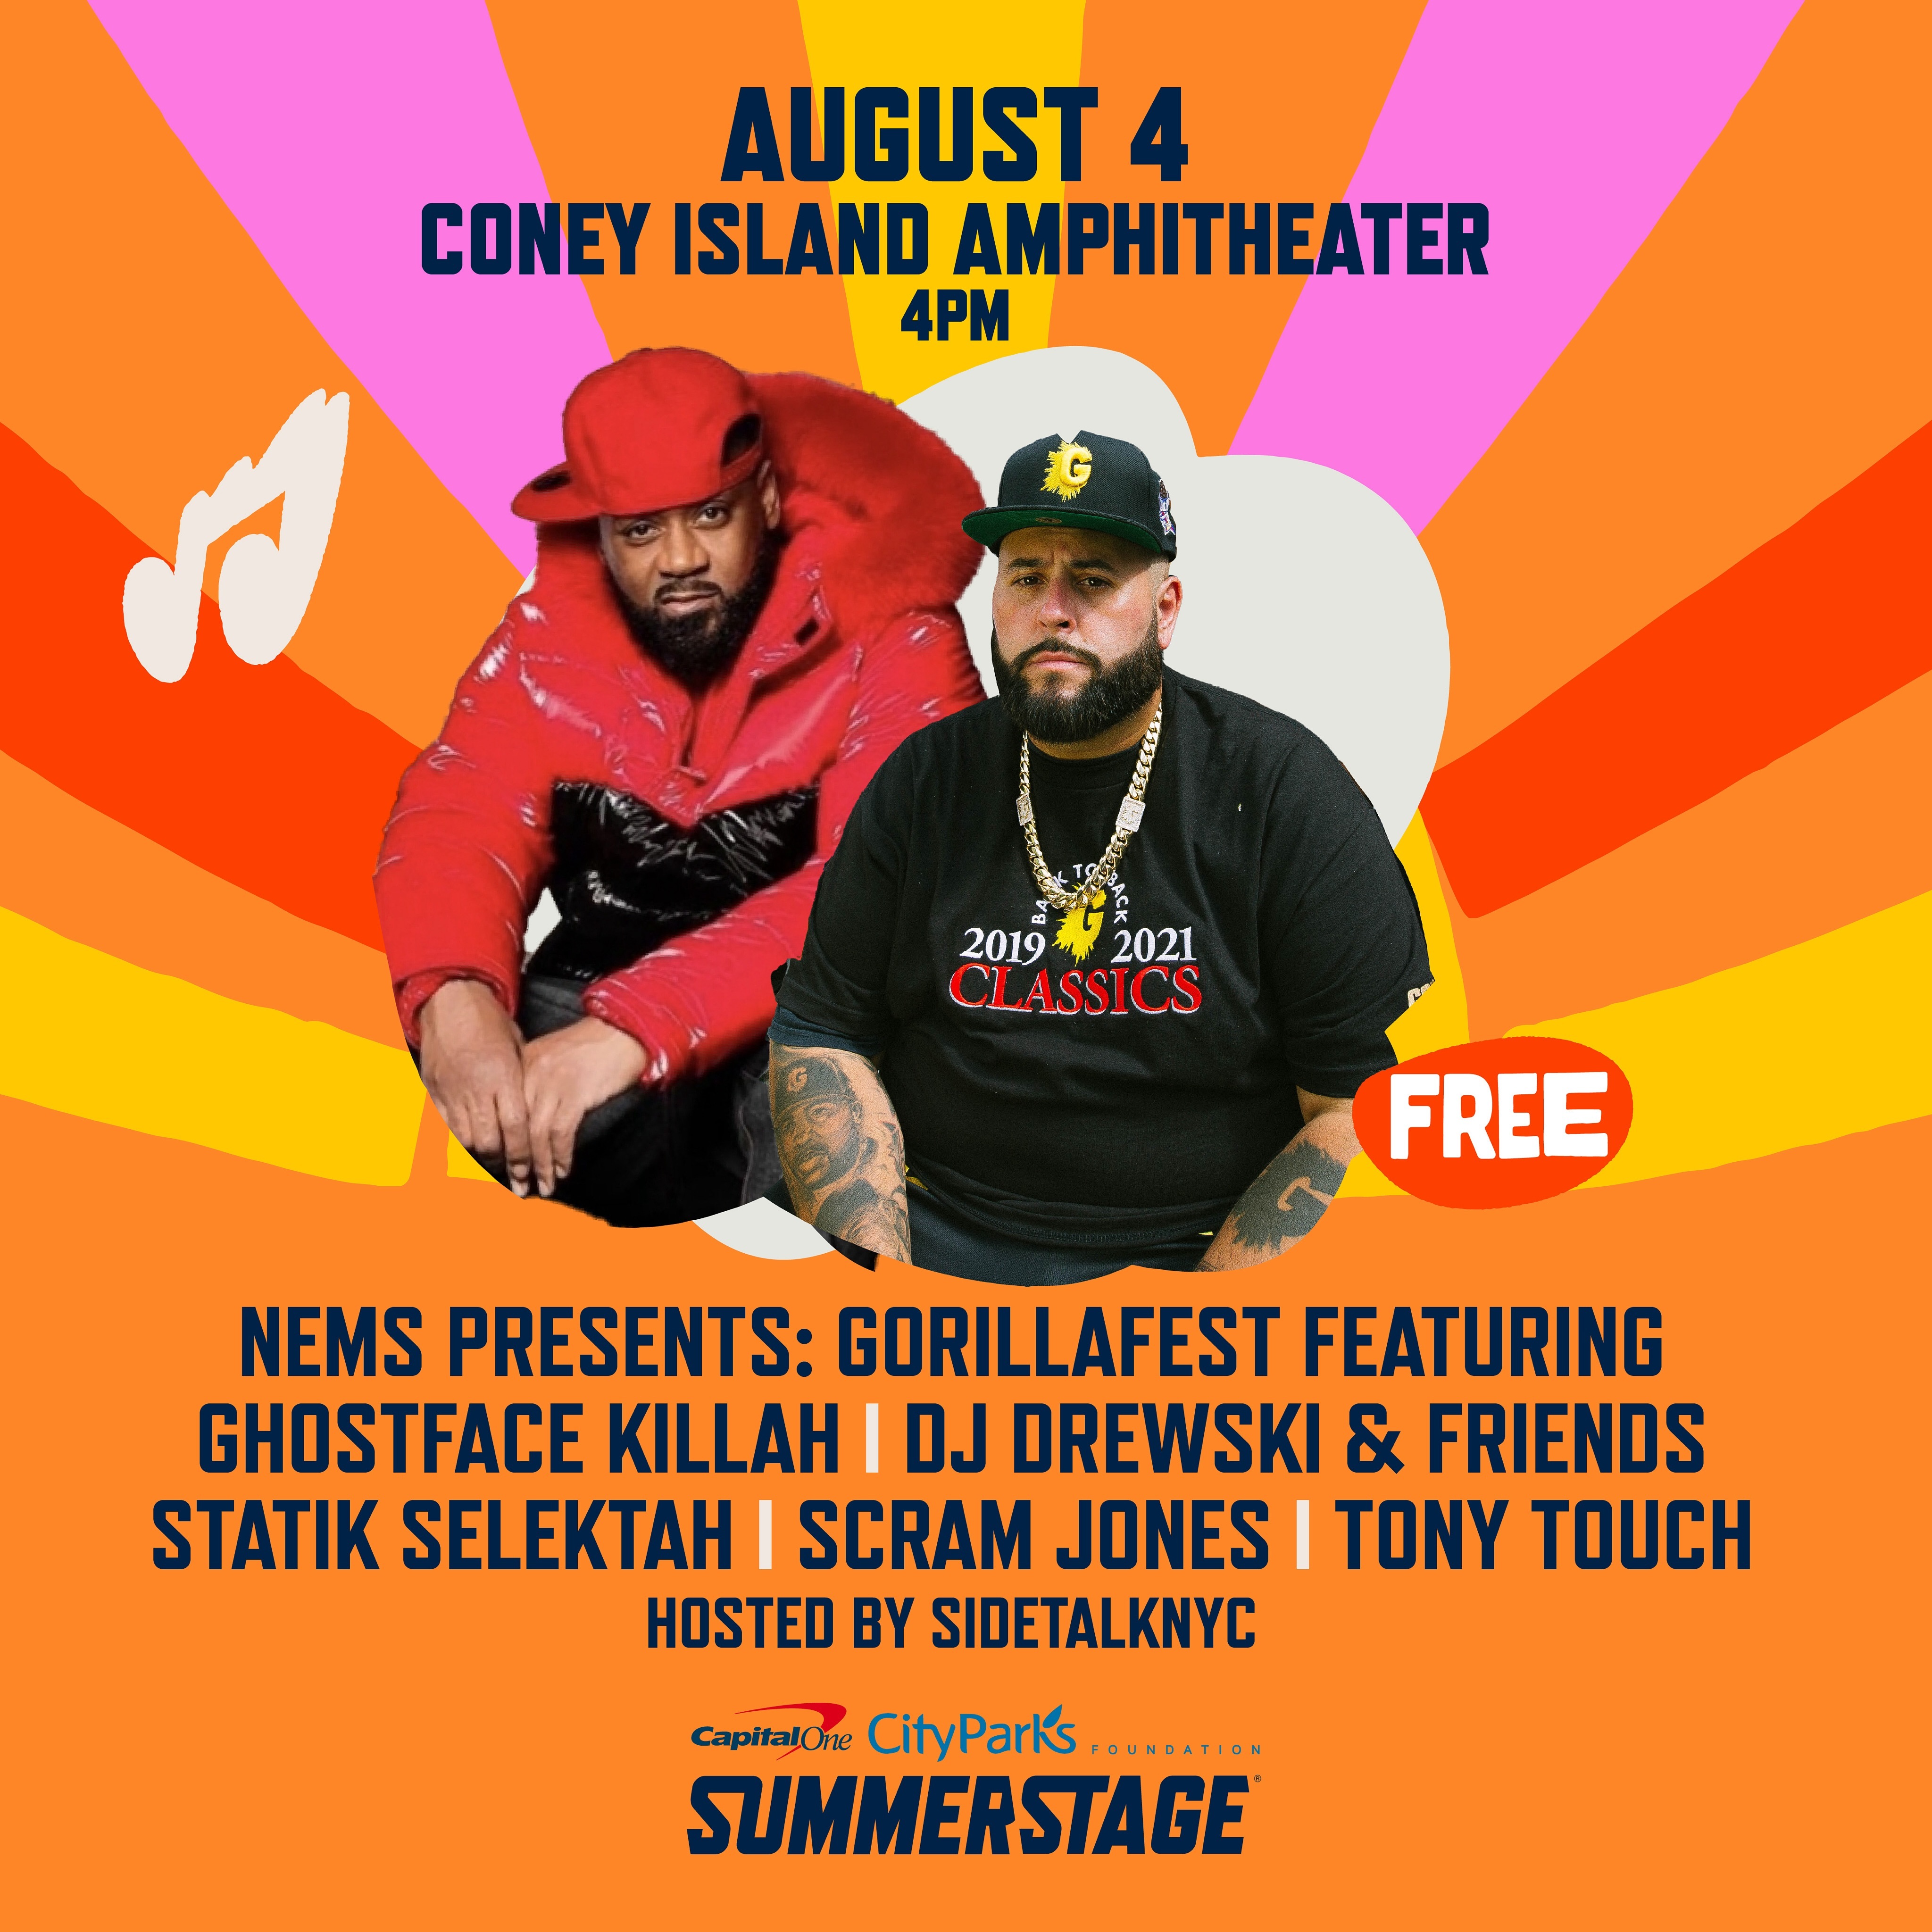 AUGUST 4
CONEY ISLAND AMPHITHEATER
4PM
G
BACK TO BACK
G
2019 2021
CLASSICS
G
G
FREE
NEMS PRESENTS: GORILLAFEST FEATURING
GHOSTFACE KILLAH | DJ DREWSKI & FRIENDS
STATIK SELEKTAH | SCRAM JONES | TONY TOUCH
HOSTED BY SIDETALKNYC
Capital One CityParks FOUNDATION
SUMMERSTAGE®